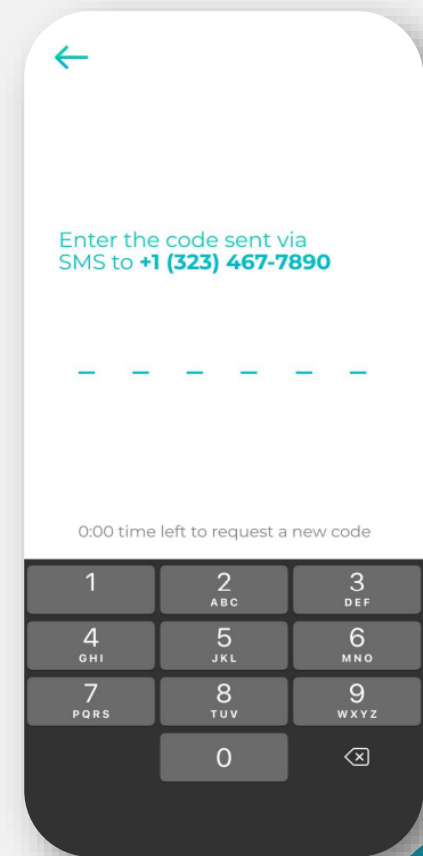 Enter the code sent via
SMS to +1 (323) 467-7890
0:00 time left to request a new code
1 2 3
ABC DEF
4 5 6
GHI JKL MNO
7 8 9
PQRS TUV WXYZ
0